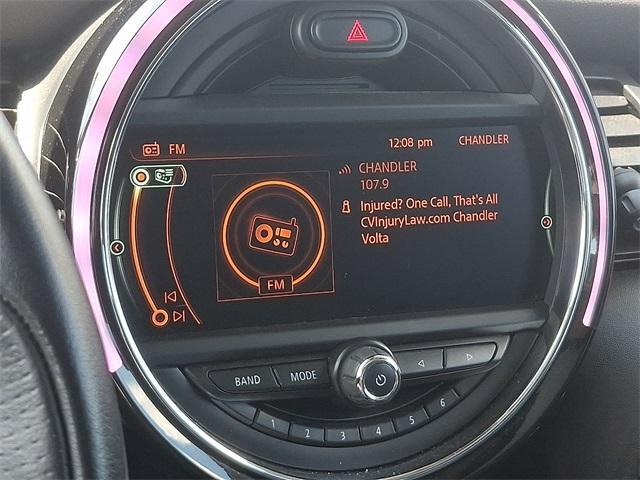 FM 12:08 pm CHANDLER
CHANDLER
107.9
Injured? One Call, That's All
CVInjuryLaw.com Chandler
Volta
FM
BAND MODE
1 2 3 4 5 6